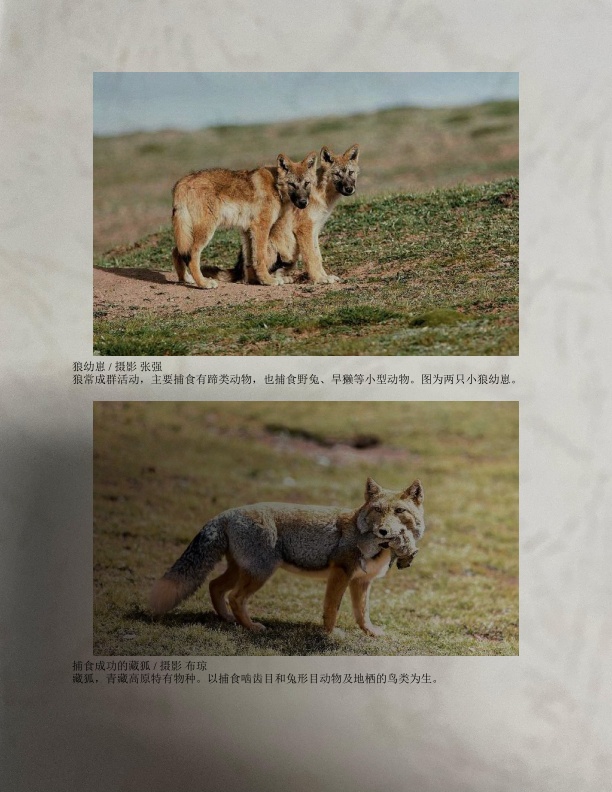 狼幼崽 / 摄影 张强
狼常成群活动，主要捕食有蹄类动物，也捕食野兔、旱獭等小型动物。图为两只小狼幼崽。
捕食成功的藏狐 / 摄影 布琼
藏狐，青藏高原特有物种。以捕食啮齿目和兔形目动物及地栖的鸟类为生。